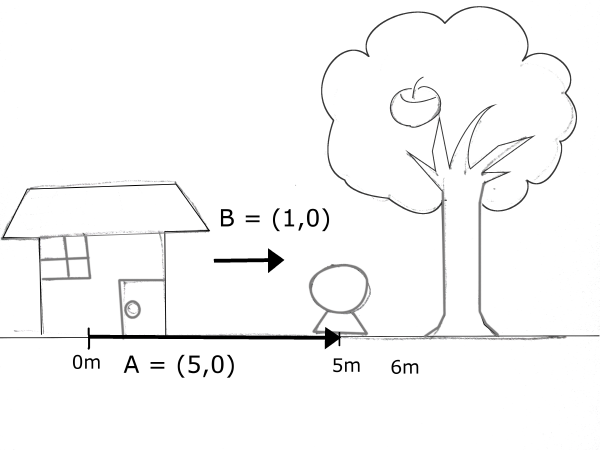 B = (1,0)
0m
A = (5,0)
5m
6m